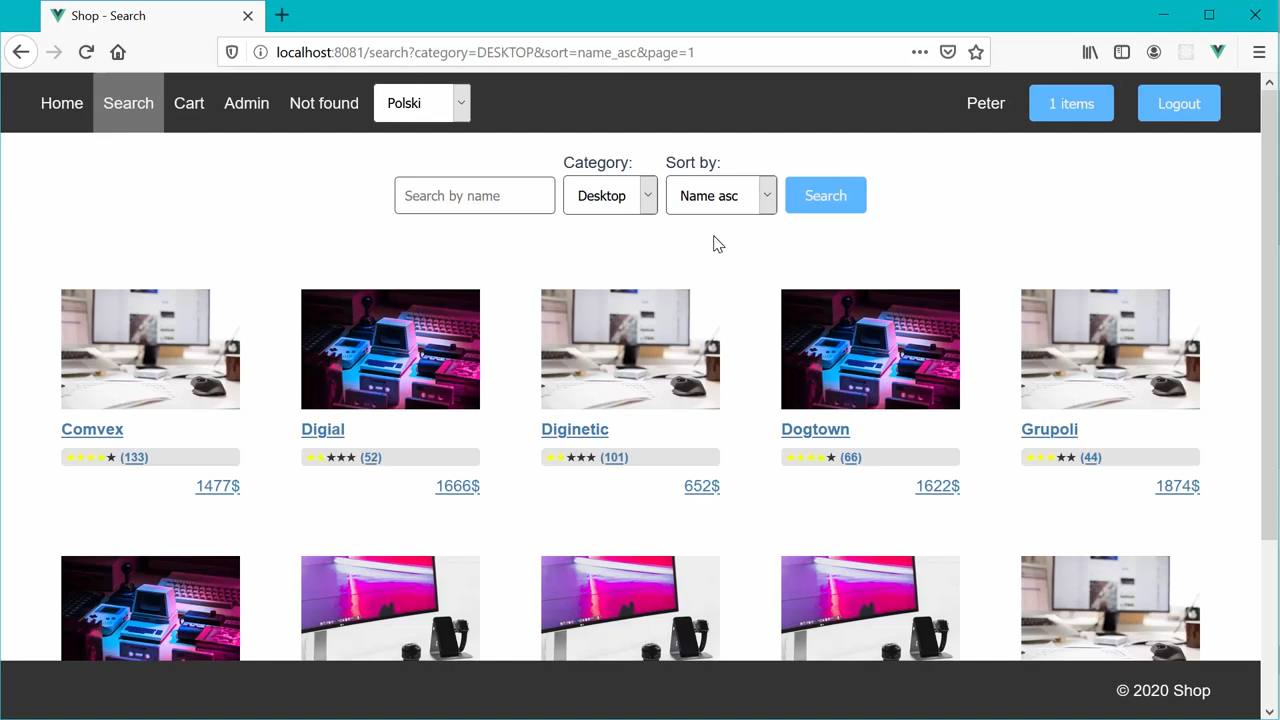 Shop - Search
localhost:8081/search?category=DESKTOP&sort=name_asc&page=1
Home Search Cart Admin Not found Polski Peter 1 items Logout
Category: Sort by:
Search by name Desktop Name asc Search
Comvex Digial Diginetic Dogtown Grupoli
★★★★★ (133) ★★★★★ (52) ★★★★★ (101) ★★★★★ (66) ★★★★★ (44)
1477$ 1666$ 652$ 1622$ 1874$
© 2020 Shop